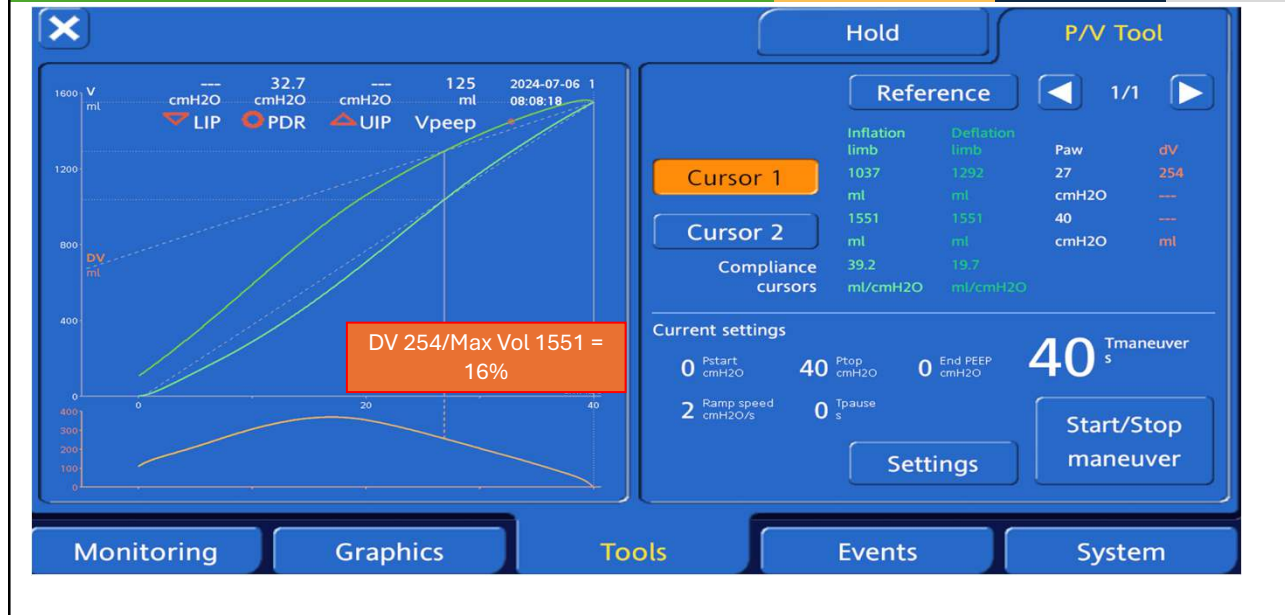 Hold
P/V Tool
--- 32.7 --- 125 2024-07-06 1
cmH2O cmH2O cmH2O ml 08:08:18
LIP PDR UIP Vpeep
1600 V
ml
1200
800
DV
ml
400
0
0 20 40
400
300
200
100
0
DV 254/Max Vol 1551 =
16%
Reference 1/1
Inflation Deflation
limb limb Paw dV
Cursor 1 1037 1292 27 254
ml ml cmH2O ---
Cursor 2 1551 1551 40 ---
ml ml cmH2O ml
Compliance 39.2 19.7
cursors ml/cmH2O ml/cmH2O
Current settings
0 Pstart cmH2O 40 Ptop cmH2O 0 End PEEP cmH2O 40 Tmaneuver s
2 Ramp speed cmH2O/s 0 Tpause s
Start/Stop
maneuver
Settings
Monitoring Graphics Tools Events System